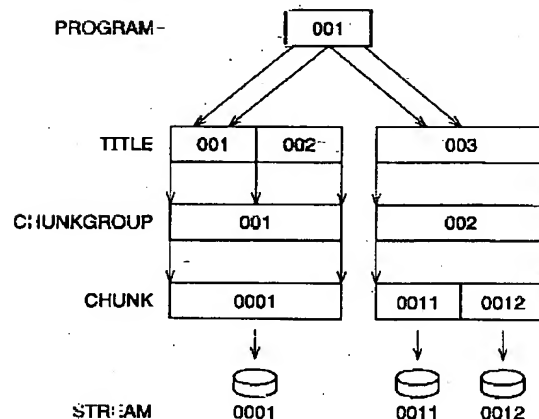 PROGRAM 001
TITLE 001 002 003
CHUNKGROUP 001 002
CHUNK 0001 0011 0012
STREAM 0001 0011 0012